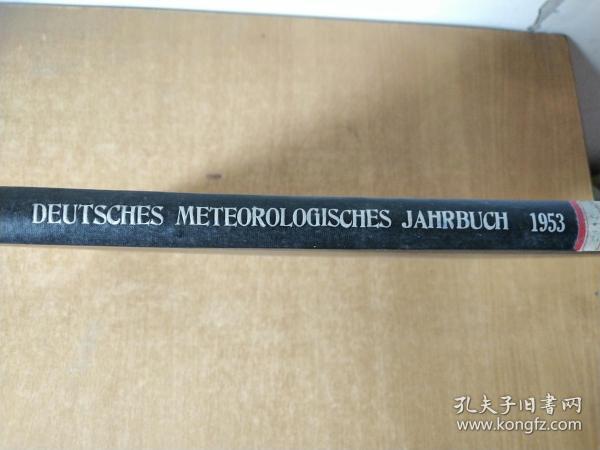 DEUTSCHES METEOROLOGISCHES JAHRBUCH 1953
孔夫子旧书网
www.kongfz.com